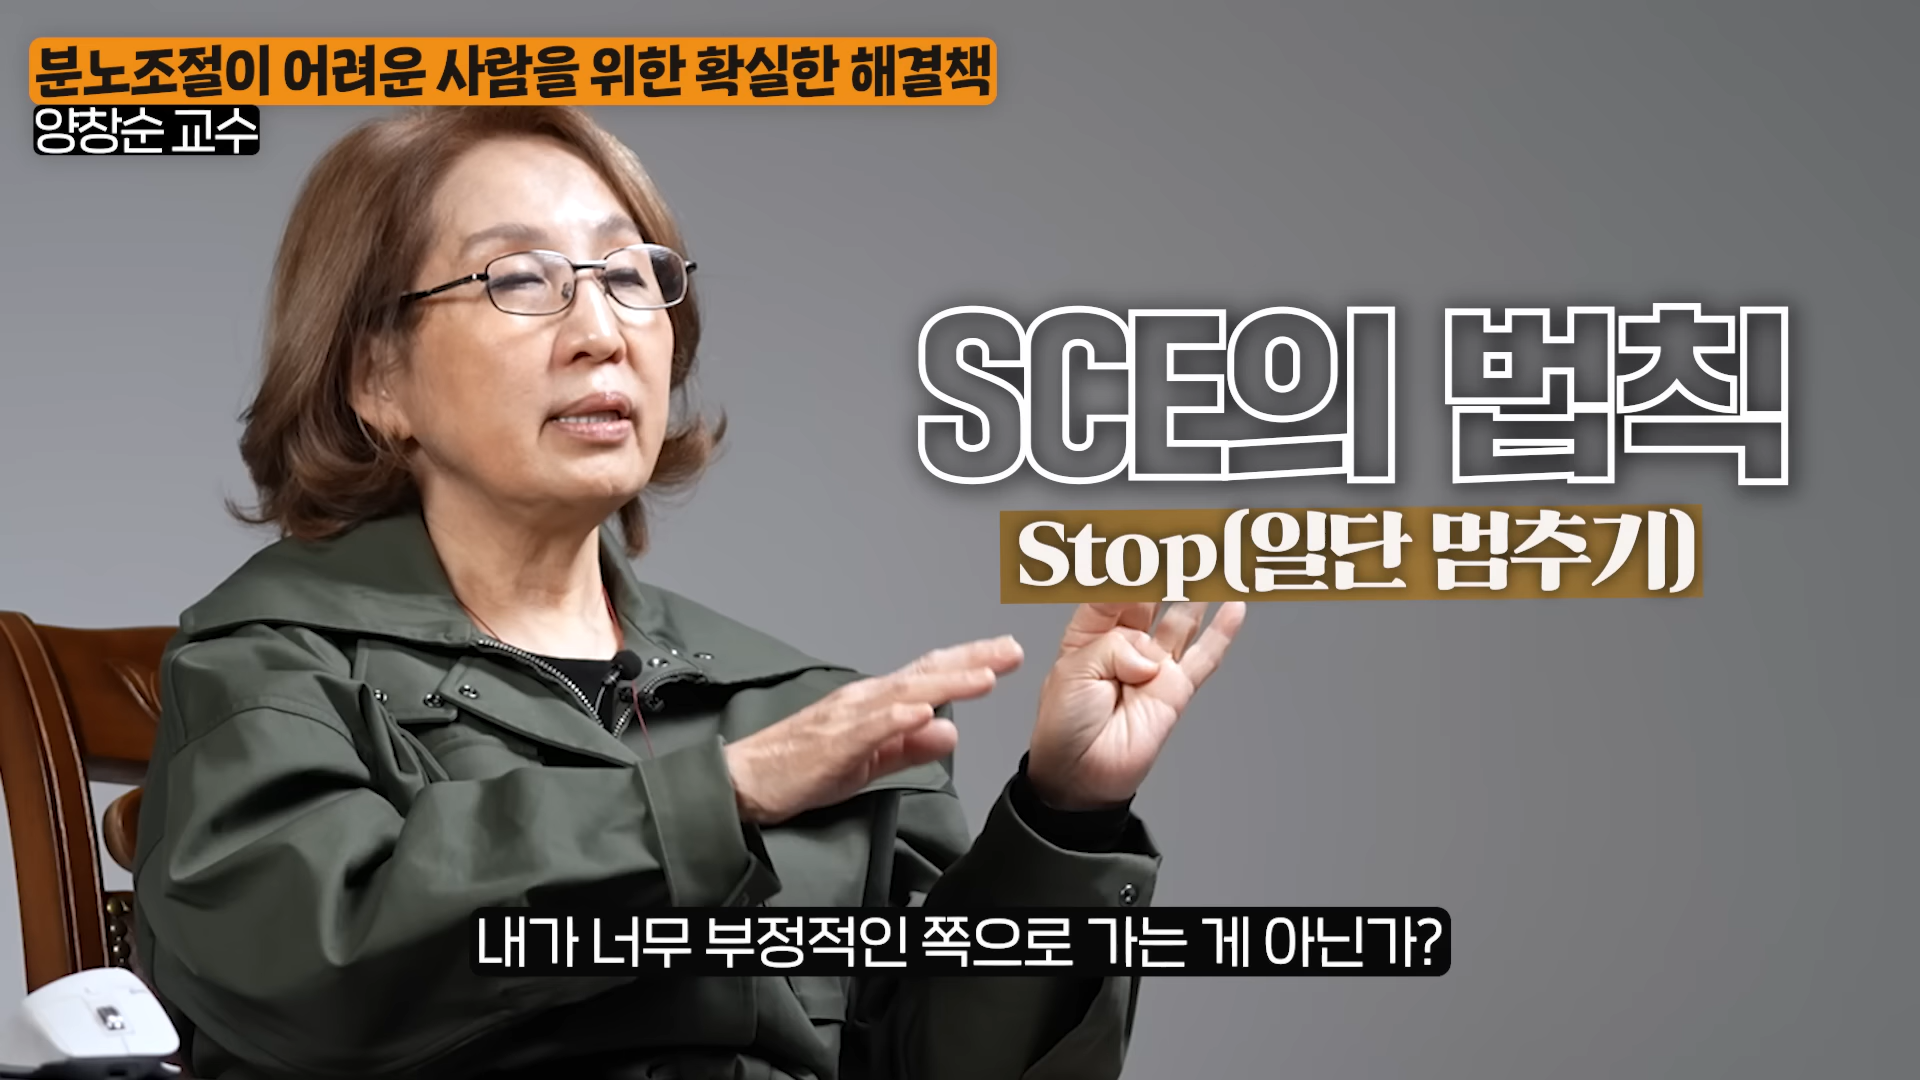 분노조절이 어려운 사람을 위한 확실한 해결책
양창순 교수
SCE의 법칙
Stop(일단 멈추기)
내가 너무 부정적인 쪽으로 가는 게 아닌가?